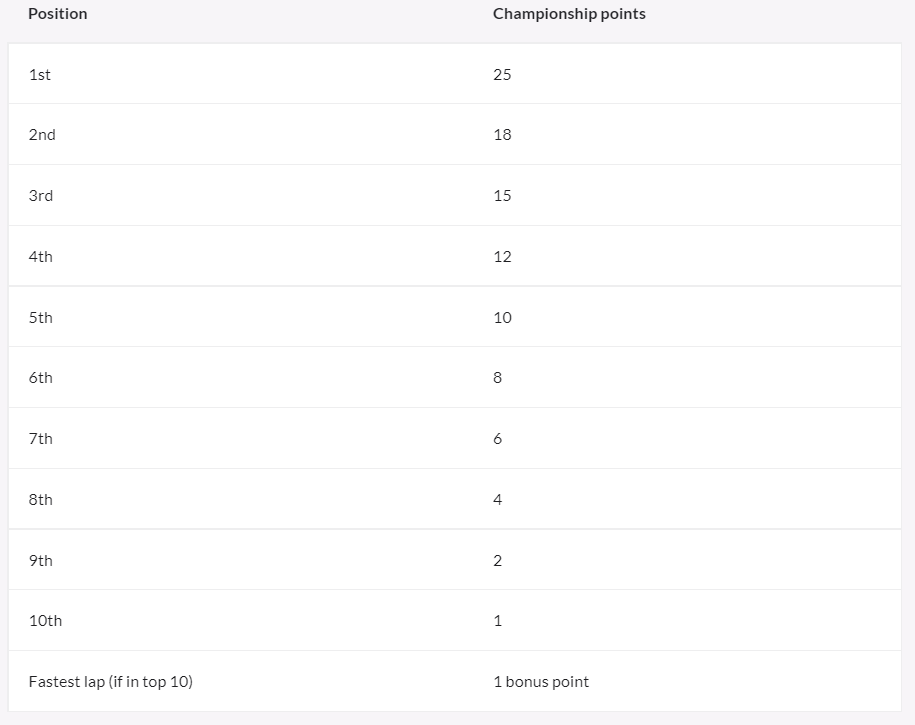 Position Championship points
1st 25
2nd 18
3rd 15
4th 12
5th 10
6th 8
7th 6
8th 4
9th 2
10th 1
Fastest lap (if in top 10) 1 bonus point